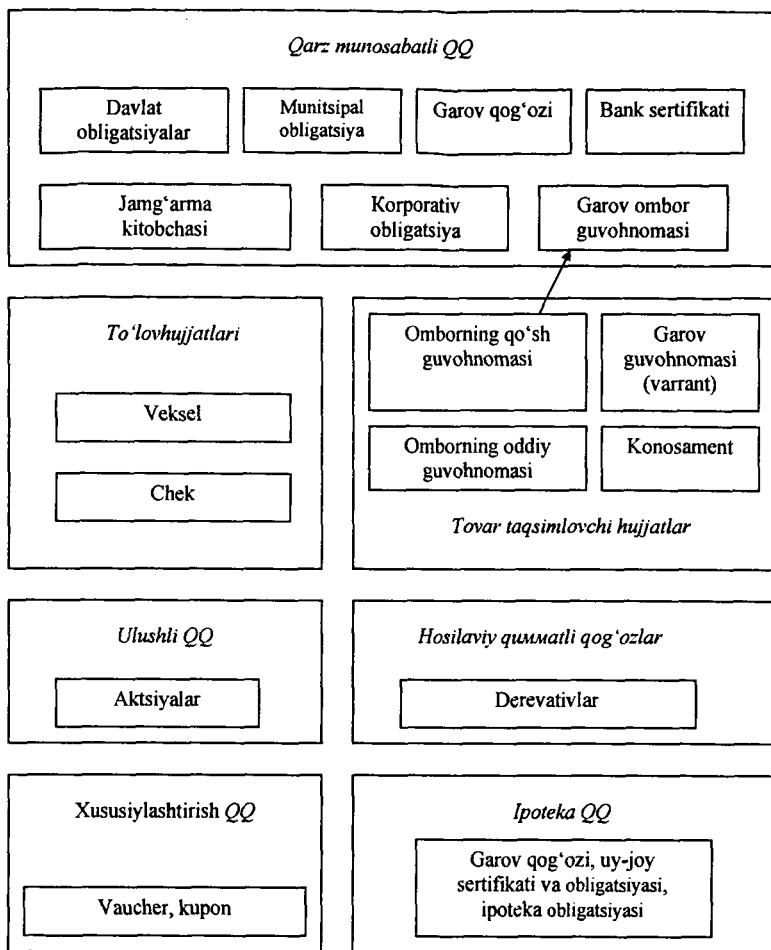 Qarz munosabatli QQ
Davlat
obligatsiyalar
Munitsipal
obligatsiya
Garov qog‘ozi
Bank sertifikati
Jamg‘arma
kitobchasi
Korporativ
obligatsiya
Garov ombor
guvohnomasi
To‘lovhujjatlari
Veksel
Chek
Omborning qo‘sh
guvohnomasi
Garov
guvohnomasi
(varrant)
Omborning oddiy
guvohnomasi
Konosament
Tovar taqsimlovchi hujjatlar
Ulushli QQ
Aktsiyalar
Hosilaviy qимматli qog‘ozlar
Derevativlar
Xususiylashtirish QQ
Vaucher, kupon
Ipoteka QQ
Garov qog‘ozi, uy-joy
sertifikati va obligatsiyasi,
ipoteka obligatsiyasi